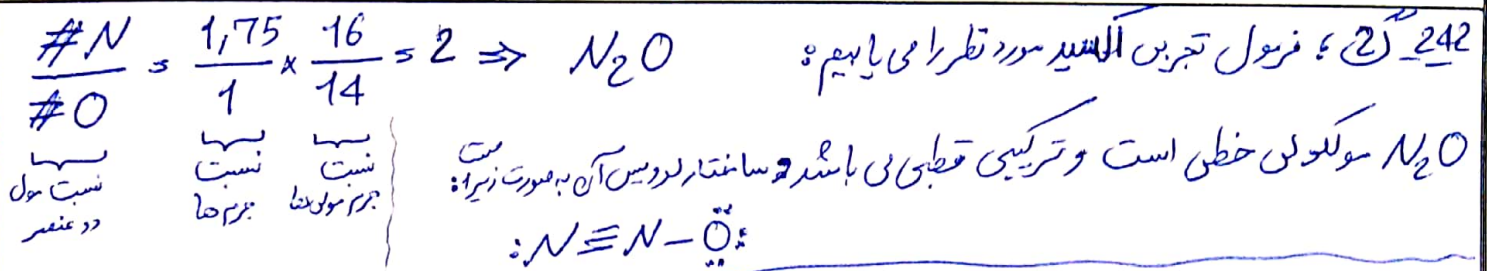 242_ گ 2 ؛ فرمول تجربی اکسید مورد نظر را می یابیم :
#N / #O = 1,75 / 1 × 16 / 14 = 2 ⇒ N₂O
نسبت مول دو عنصر
نسبت جرم ها
نسبت جرم مولی ها
N₂O مولکولی خطی است و ترکیبی قطبی می باشد و ساختار لوویس آن به صورت زیر است:
:N≡N–Ö: